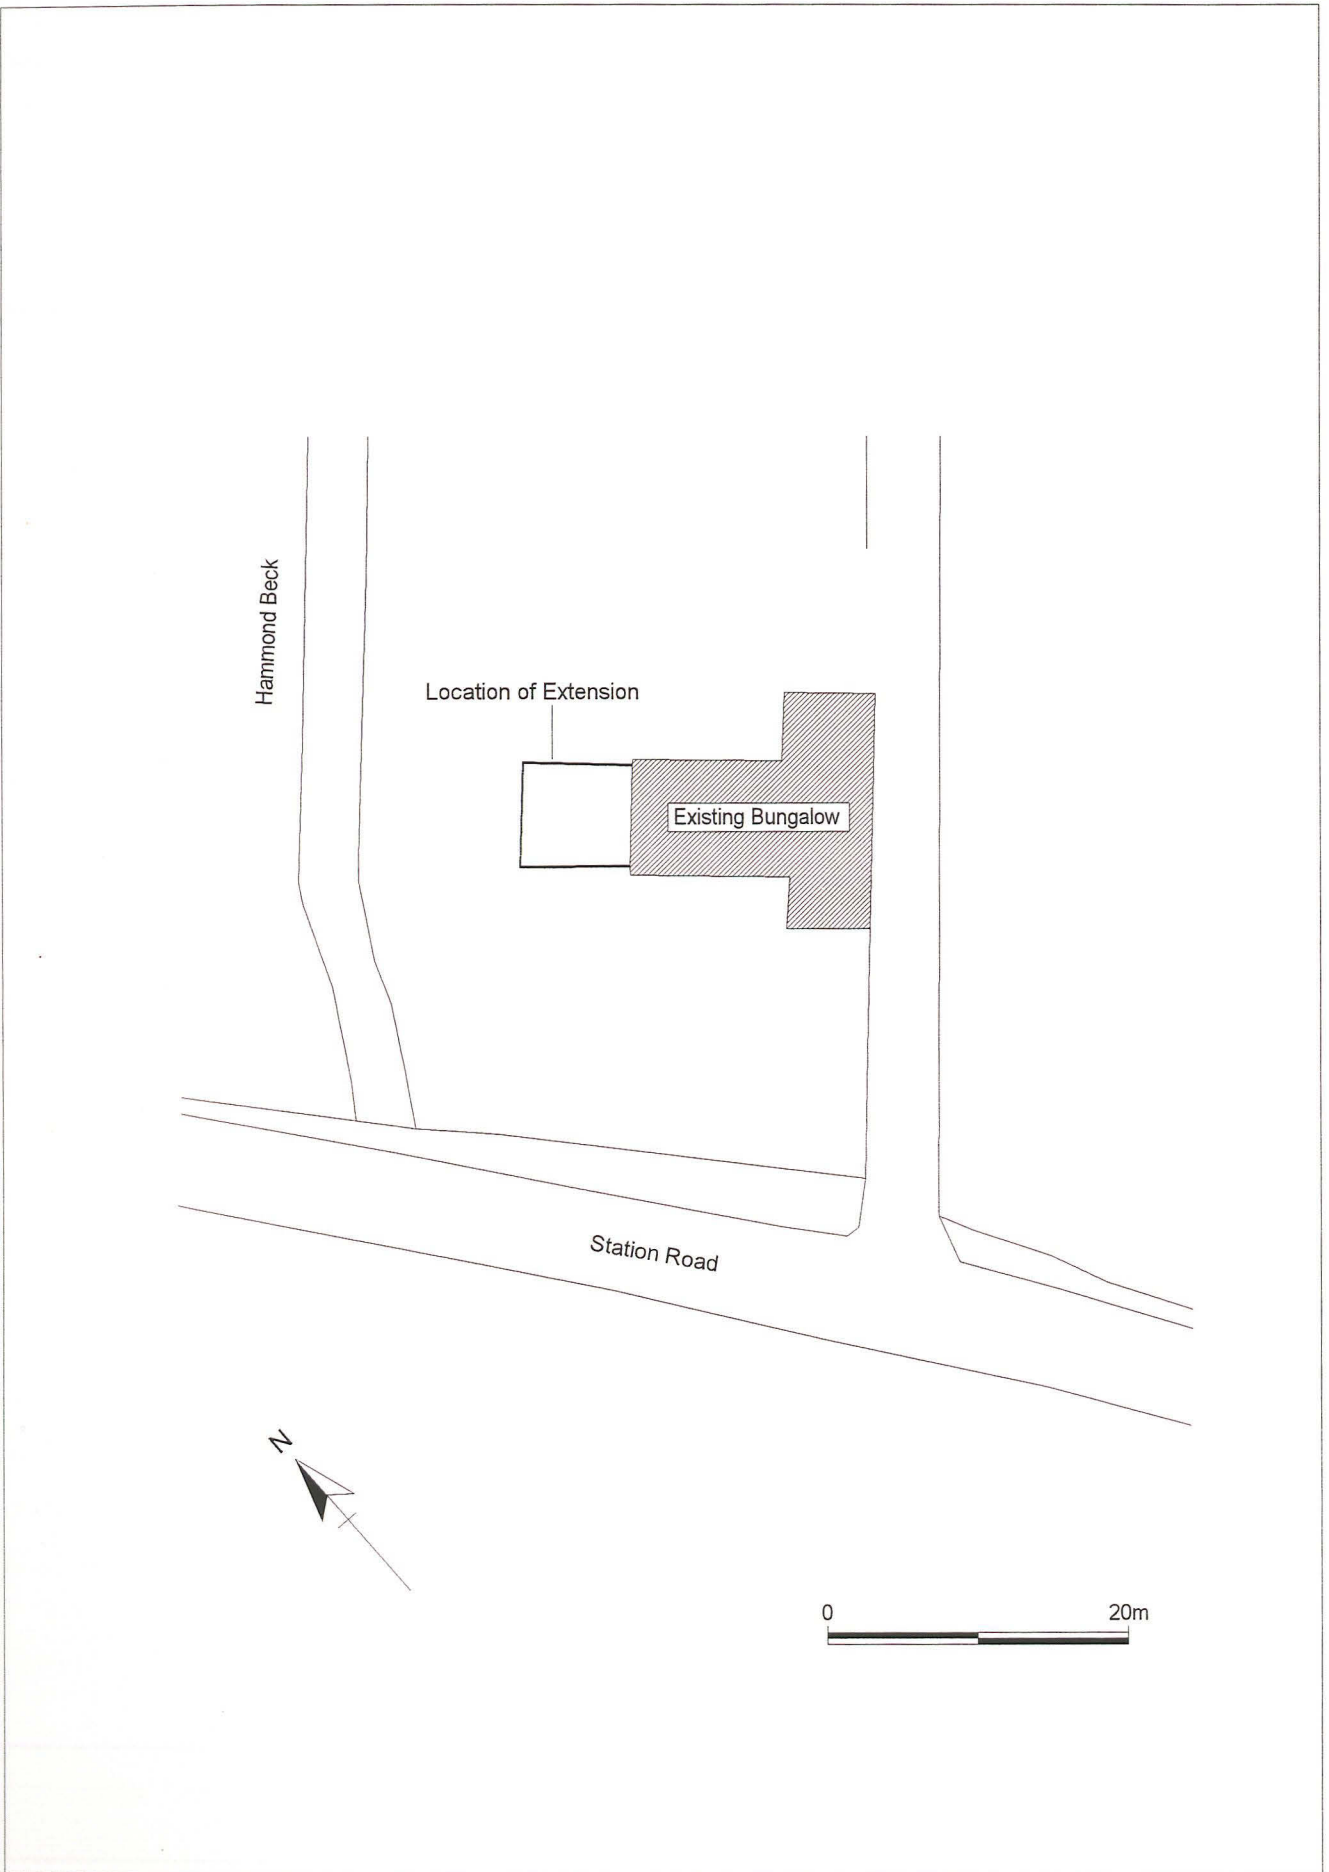 Hammond Beck
Location of Extension
Existing Bungalow
Station Road
N
0 20m